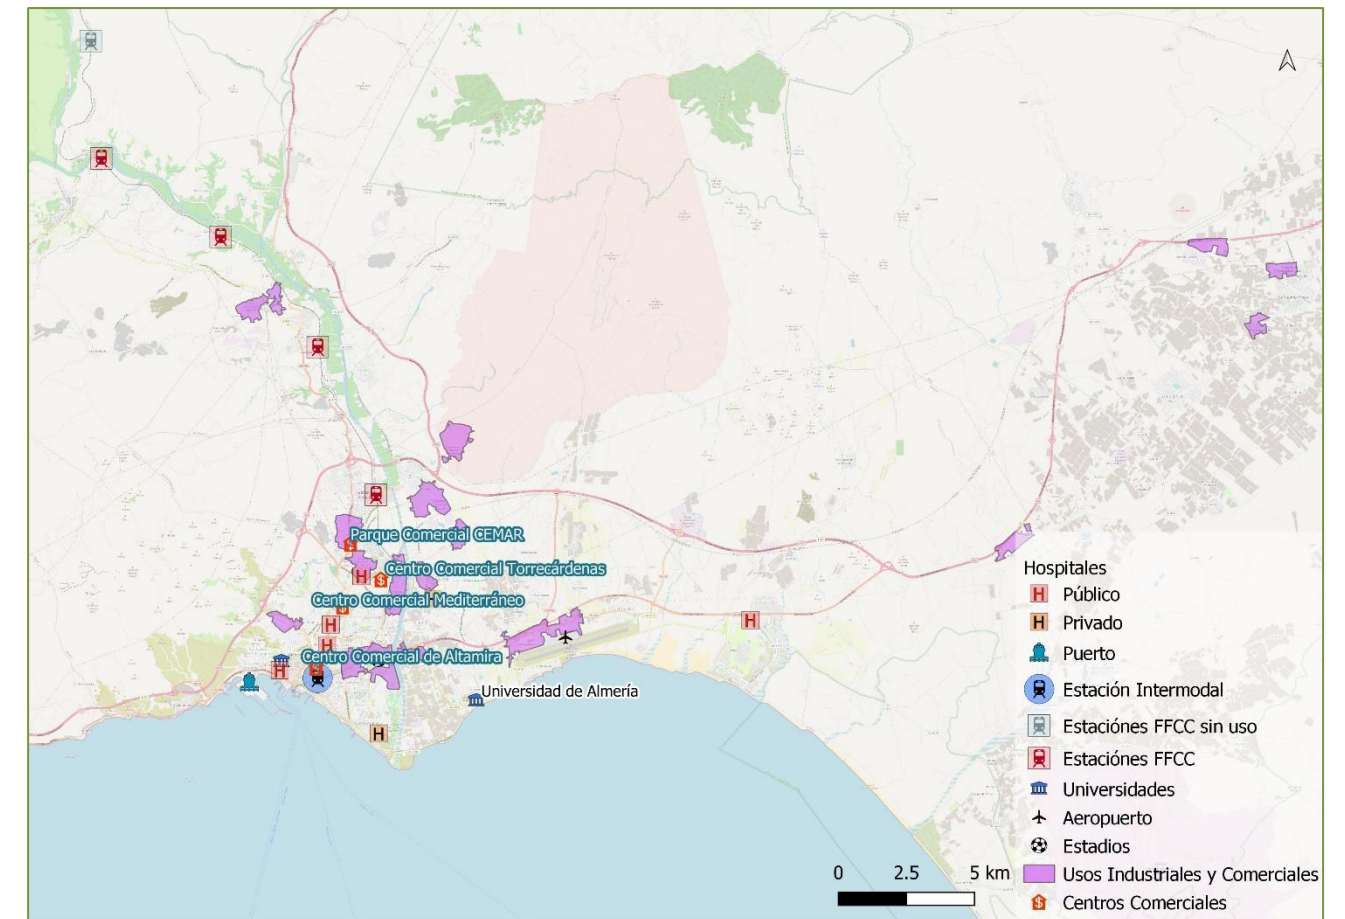 Parque Comercial CEMAR
Centro Comercial Torrecárdenas
Centro Comercial Mediterráneo
Centro Comercial de Altamira
Universidad de Almería
Hospitales
H Público
H Privado
Puerto
Estación Intermodal
Estaciónes FFCC sin uso
Estaciónes FFCC
Universidades
Aeropuerto
Estadios
Usos Industriales y Comerciales
Centros Comerciales
0 2.5 5 km